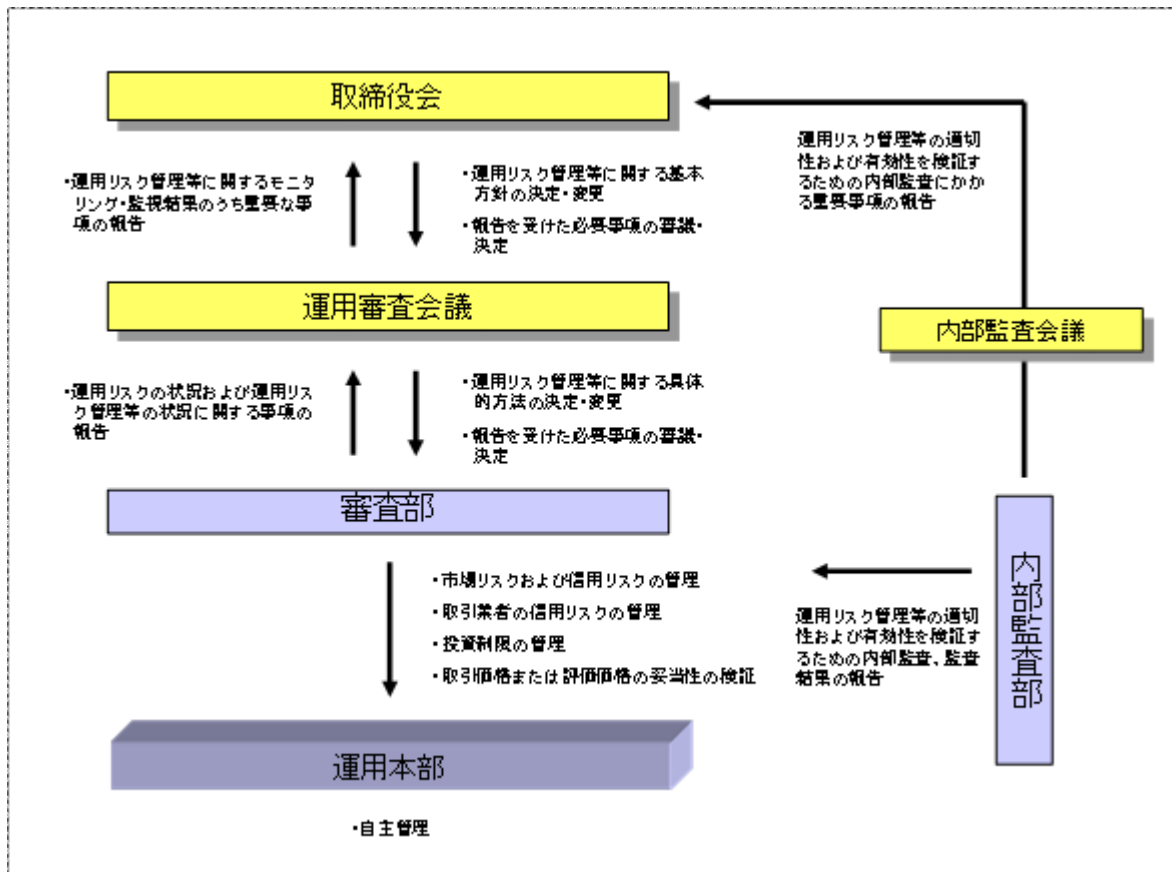 取締役会
・運用リスク管理等に関するモニタ
リング・監視結果のうち重要な事
項の報告
・運用リスク管理等に関する基本
方針の決定・変更
・報告を受けた必要事項の審議・
決定
運用リスク管理等の適切
性および有効性を検証す
るための内部監査にかか
る重要事項の報告
運用審査会議
内部監査会議
・運用リスクの状況および運用リス
ク管理等の状況に関する事項の
報告
・運用リスク管理等に関する具体
的方法の決定・変更
・報告を受けた必要事項の審議・
決定
審査部
・市場リスクおよび信用リスクの管理
・取引業者の信用リスクの管理
・投資制限の管理
・取引価格または評価価格の妥当性の検証
運用リスク管理等の適切
性および有効性を検証す
るための内部監査、監査
結果の報告
内部監査部
運用本部
・自主管理